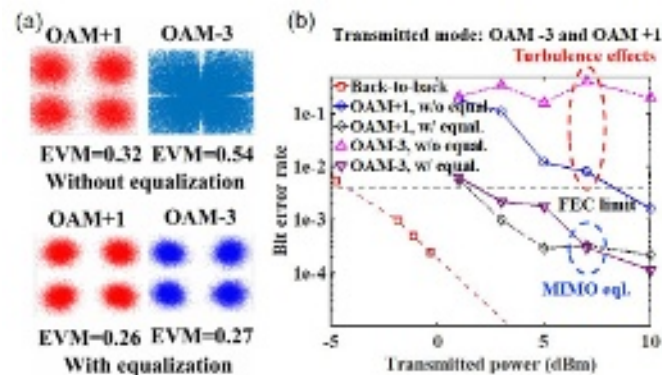 (a)
OAM+1 OAM-3
EVM=0.32 EVM=0.54
Without equalization
OAM+1 OAM-3
EVM=0.26 EVM=0.27
With equalization
(b)
Transmitted mode: OAM -3 and OAM +1
Turbulence effects
Back-to-back
OAM+1, w/o equal.
OAM+1, w/ equal.
OAM-3, w/o equal.
OAM-3, w/ equal.
FEC limit
MIMO eql.
Bit error rate
1e-1
1e-2
1e-3
1e-4
-5 0 5 10
Transmitted power (dBm)